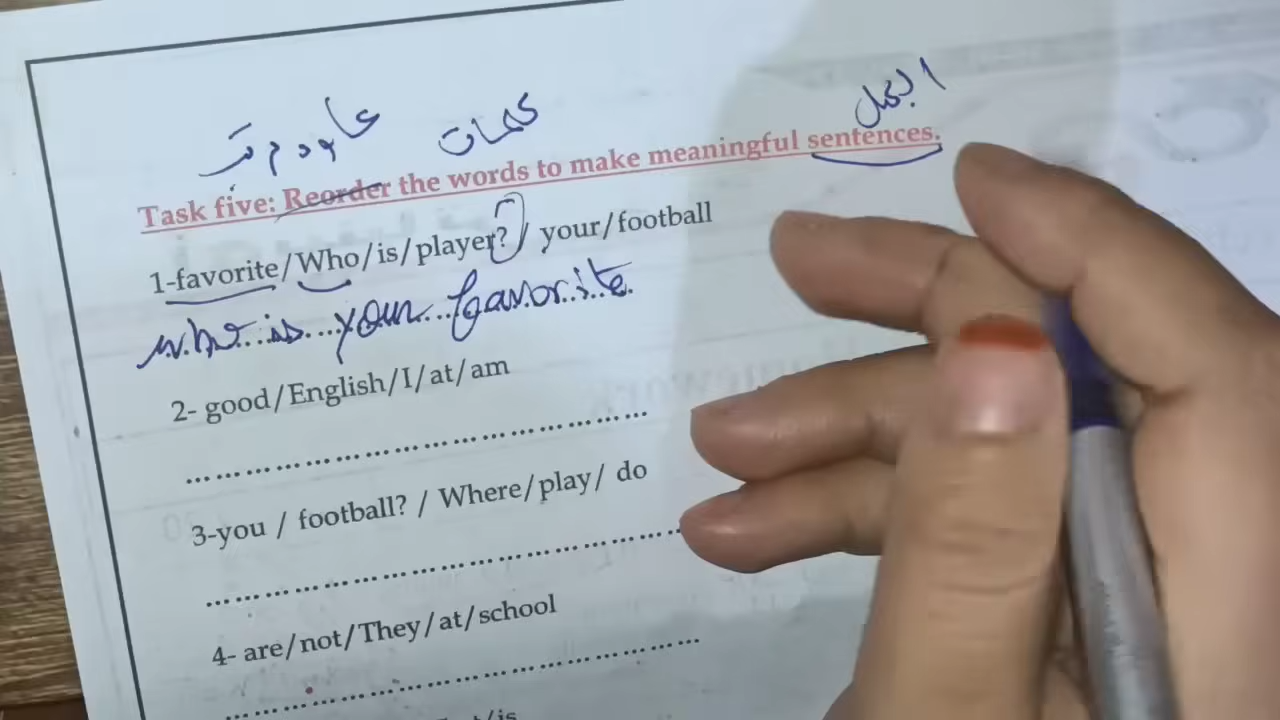 الجمل
كلمات
Task five: Reorder the words to make meaningful sentences.
1-favorite/Who/is/player?/ your/football
who is your favorite
2- good/English/I/at/am
3-you / football? / Where/play/ do
4- are/not/They/at/school